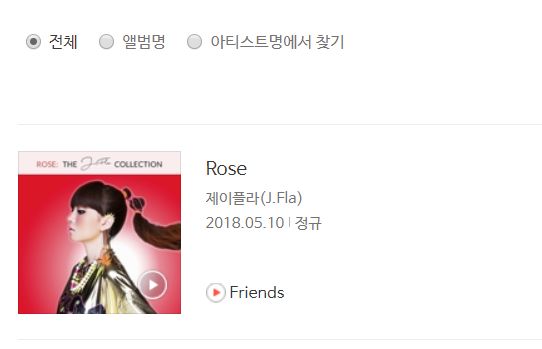 전체 앨범명 아티스트명에서 찾기
ROSE: THE J.Fla COLLECTION
Rose
제이플라(J.Fla)
2018.05.10 | 정규
Friends